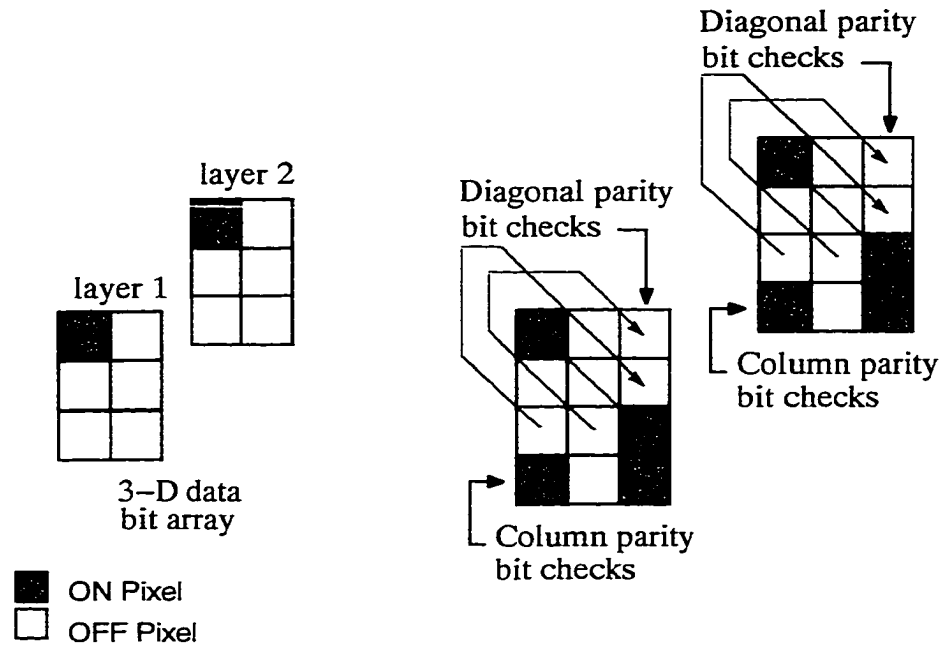 Diagonal parity
bit checks
layer 2
Diagonal parity
bit checks
layer 1
Column parity
bit checks
3–D data
bit array
Column parity
bit checks
ON Pixel
OFF Pixel